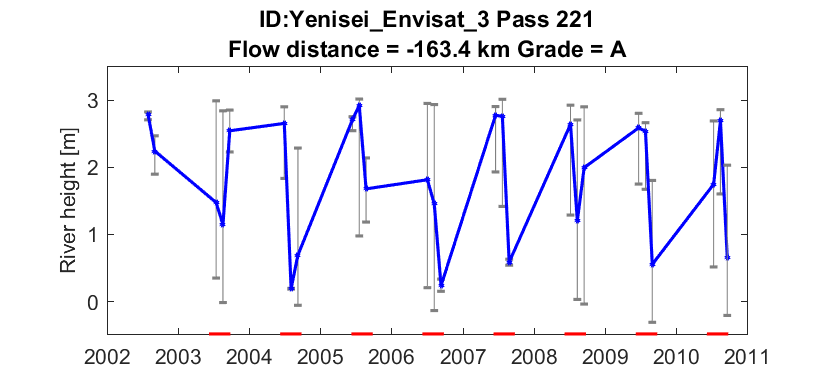 ID:Yenisei_Envisat_3 Pass 221
Flow distance = -163.4 km Grade = A
River height [m]
3
2
1
0
2002 2003 2004 2005 2006 2007 2008 2009 2010 2011